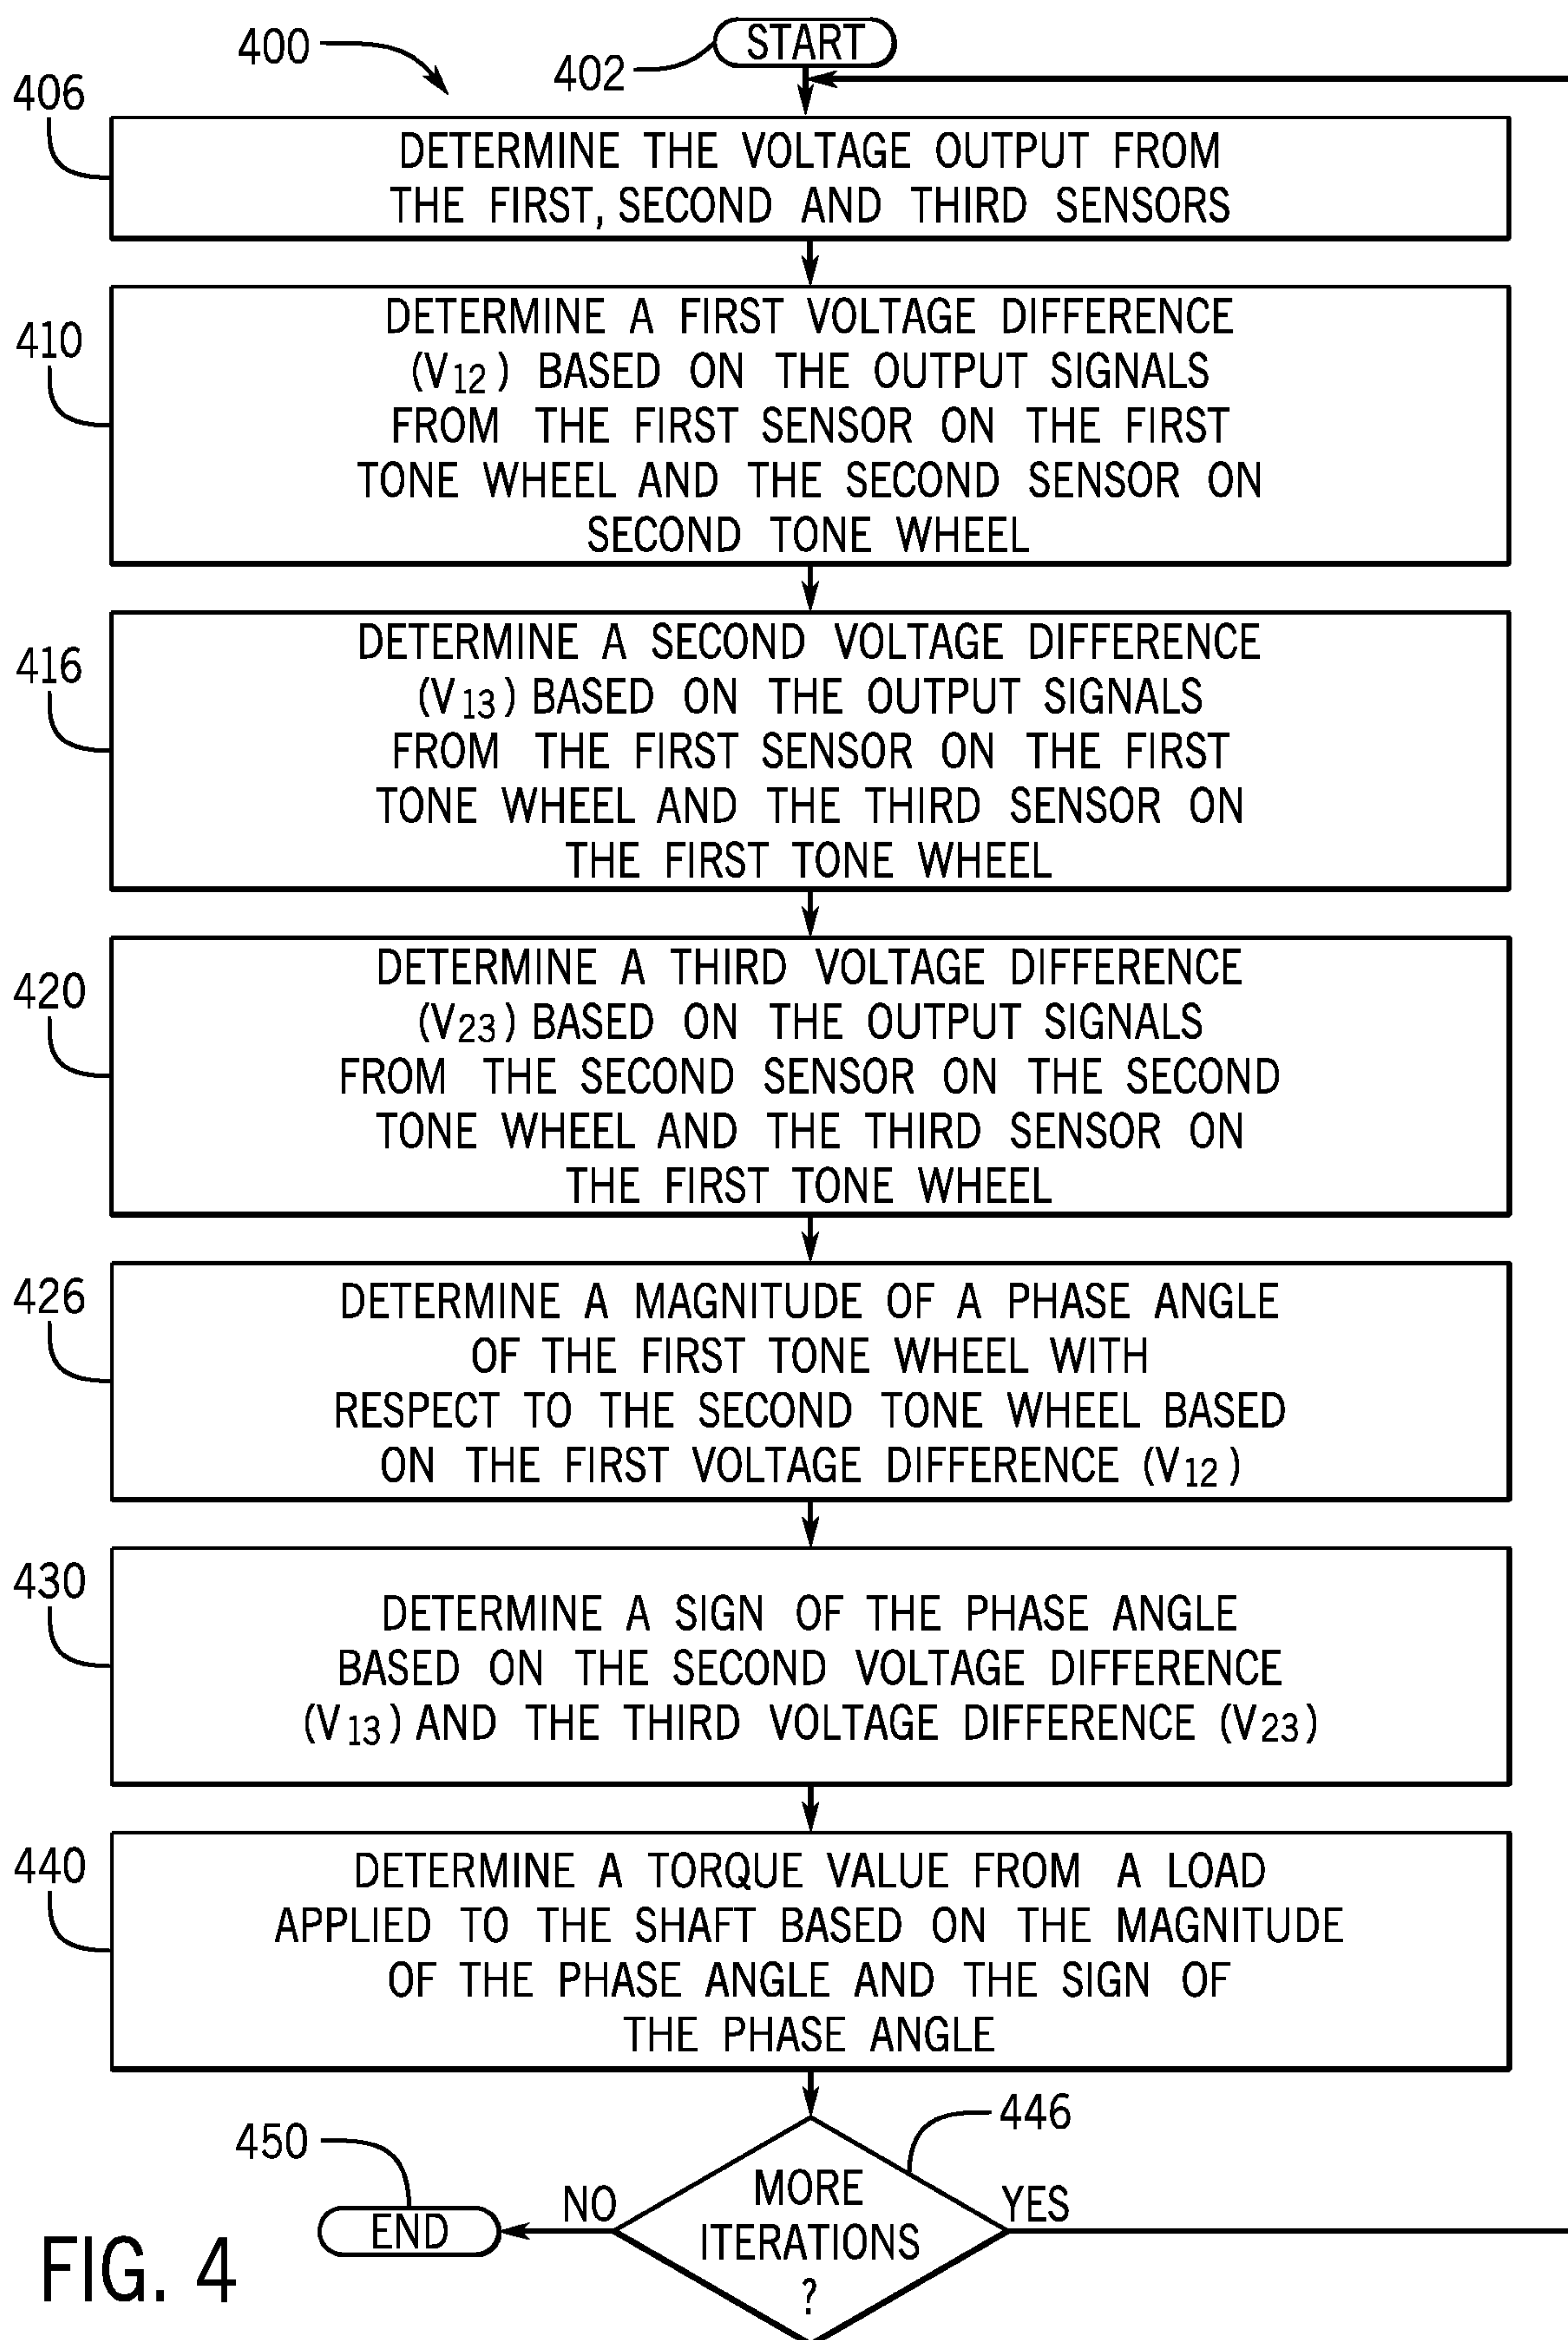 400
402
START
406
DETERMINE THE VOLTAGE OUTPUT FROM
THE FIRST, SECOND AND THIRD SENSORS
410
DETERMINE A FIRST VOLTAGE DIFFERENCE
(V12) BASED ON THE OUTPUT SIGNALS
FROM THE FIRST SENSOR ON THE FIRST
TONE WHEEL AND THE SECOND SENSOR ON
SECOND TONE WHEEL
416
DETERMINE A SECOND VOLTAGE DIFFERENCE
(V13) BASED ON THE OUTPUT SIGNALS
FROM THE FIRST SENSOR ON THE FIRST
TONE WHEEL AND THE THIRD SENSOR ON
THE FIRST TONE WHEEL
420
DETERMINE A THIRD VOLTAGE DIFFERENCE
(V23) BASED ON THE OUTPUT SIGNALS
FROM THE SECOND SENSOR ON THE SECOND
TONE WHEEL AND THE THIRD SENSOR ON
THE FIRST TONE WHEEL
426
DETERMINE A MAGNITUDE OF A PHASE ANGLE
OF THE FIRST TONE WHEEL WITH
RESPECT TO THE SECOND TONE WHEEL BASED
ON THE FIRST VOLTAGE DIFFERENCE (V12)
430
DETERMINE A SIGN OF THE PHASE ANGLE
BASED ON THE SECOND VOLTAGE DIFFERENCE
(V13) AND THE THIRD VOLTAGE DIFFERENCE (V23)
440
DETERMINE A TORQUE VALUE FROM A LOAD
APPLIED TO THE SHAFT BASED ON THE MAGNITUDE
OF THE PHASE ANGLE AND THE SIGN OF
THE PHASE ANGLE
446
450
MORE
ITERATIONS
?
NO
YES
END
FIG. 4